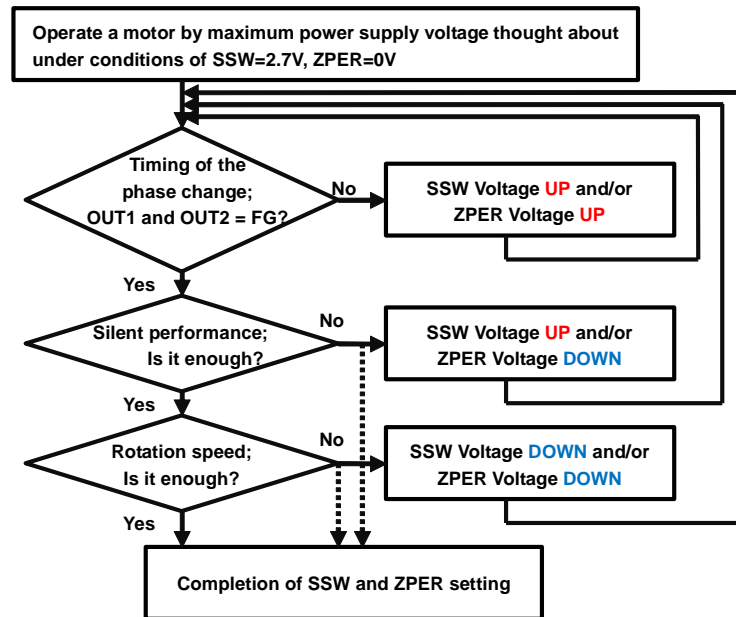 Operate a motor by maximum power supply voltage thought about
under conditions of SSW=2.7V, ZPER=0V
Timing of the
phase change;
OUT1 and OUT2 = FG?
No
SSW Voltage UP and/or
ZPER Voltage UP
Yes
Silent performance;
Is it enough?
No
SSW Voltage UP and/or
ZPER Voltage DOWN
Yes
Rotation speed;
Is it enough?
No
SSW Voltage DOWN and/or
ZPER Voltage DOWN
Yes
Completion of SSW and ZPER setting